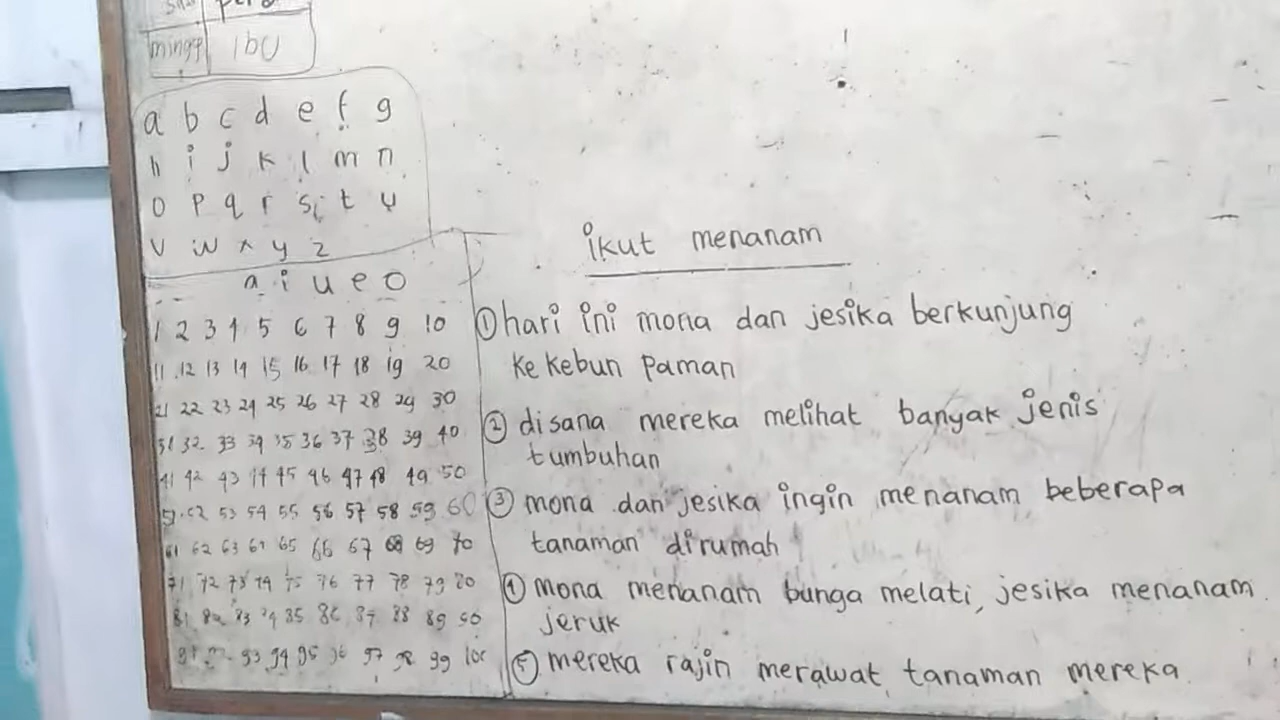 minggu
ibu
a b c d e f g
h i j k l m n
o p q r s t u
v w x y z
a i u e o
1 2 3 4 5 6 7 8 9 10
11 12 13 14 15 16 17 18 19 20
21 22 23 24 25 26 27 28 29 30
31 32 33 34 35 36 37 38 39 40
41 42 43 44 45 46 47 48 49 50
51 52 53 54 55 56 57 58 59 60
61 62 63 64 65 66 67 68 69 70
71 72 73 74 75 76 77 78 79 80
81 83 85 86 87 88 89
93 94 95 97 98 99 100
ikut menanam
① hari ini mona dan jesika berkunjung
ke kebun paman
② disana mereka melihat banyak jenis
tumbuhan
③ mona dan jesika ingin menanam beberapa
tanaman dirumah
④ mona menanam bunga melati, jesika menanam
jeruk
⑤ mereka rajin merawat tanaman mereka